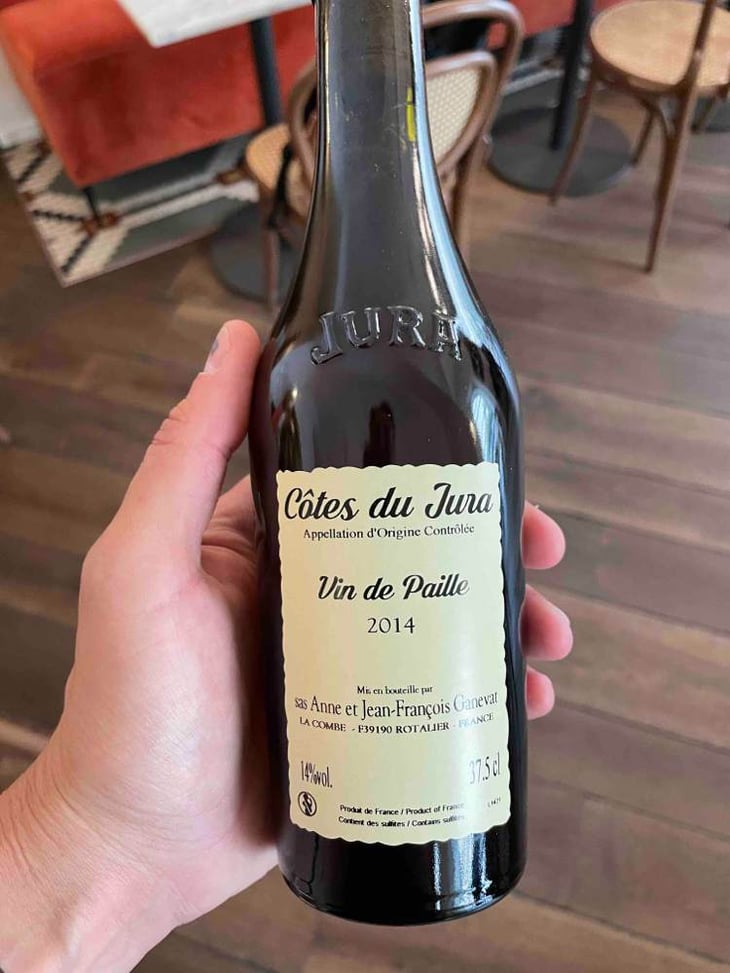 JURA
Côtes du Jura
Appellation d'Origine Contrôlée
Vin de Paille
2014
Mis en bouteille par
sas Anne et Jean-François Ganevat
LA COMBE - F39190 ROTALIER - FRANCE
14%vol. 37.5 cl
Produit de France / Product of France
Contient des sulfites / Contains sulfites